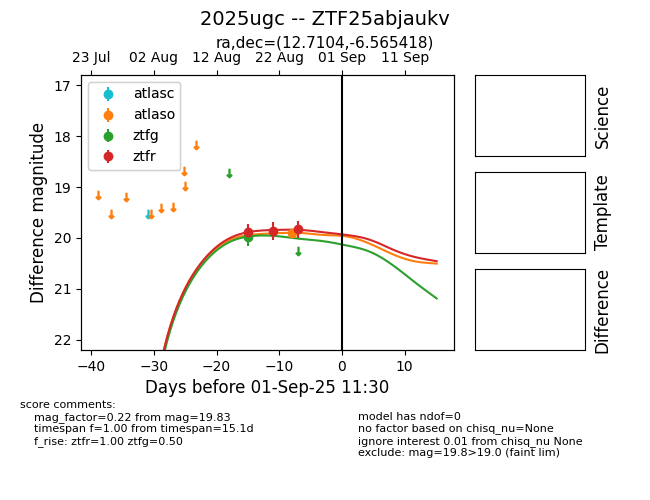 2025ugc -- ZTF25abjaukv
ra,dec=(12.7104,-6.565418)
23 Jul 02 Aug 12 Aug 22 Aug 01 Sep 11 Sep
atlasc
atlaso
ztfg
ztfr
17
18
19
20
21
22
Difference magnitude
−40 −30 −20 −10 0 10
Days before 01-Sep-25 11:30
Science
Template
Difference
score comments:
mag_factor=0.22 from mag=19.83
timespan f=1.00 from timespan=15.1d
f_rise: ztfr=1.00 ztfg=0.50
model has ndof=0
no factor based on chisq_nu=None
ignore interest 0.01 from chisq_nu None
exclude: mag=19.8>19.0 (faint lim)